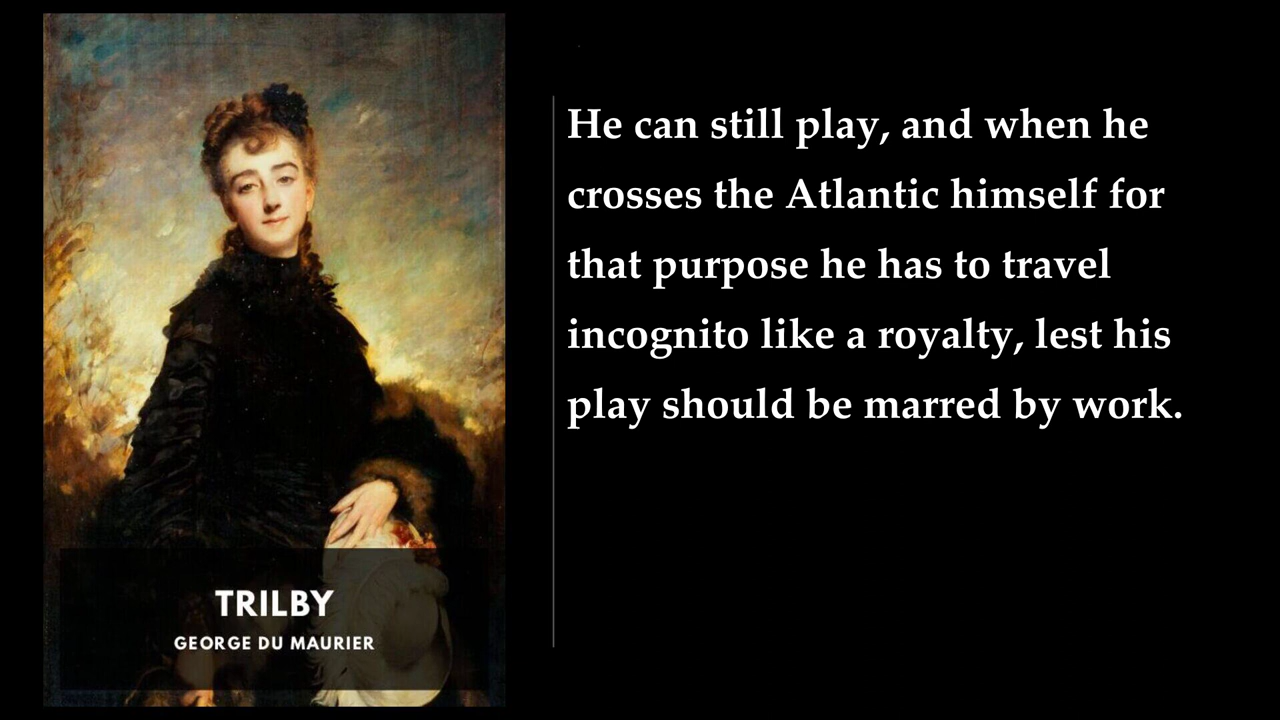 TRILBY
GEORGE DU MAURIER
He can still play, and when he
crosses the Atlantic himself for
that purpose he has to travel
incognito like a royalty, lest his
play should be marred by work.